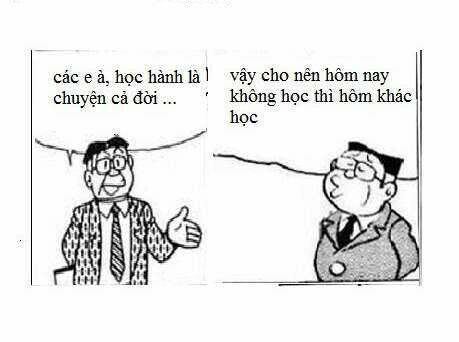 các e à, học hành là
chuyện cả đời ...
vậy cho nên hôm nay
không học thì hôm khác
học